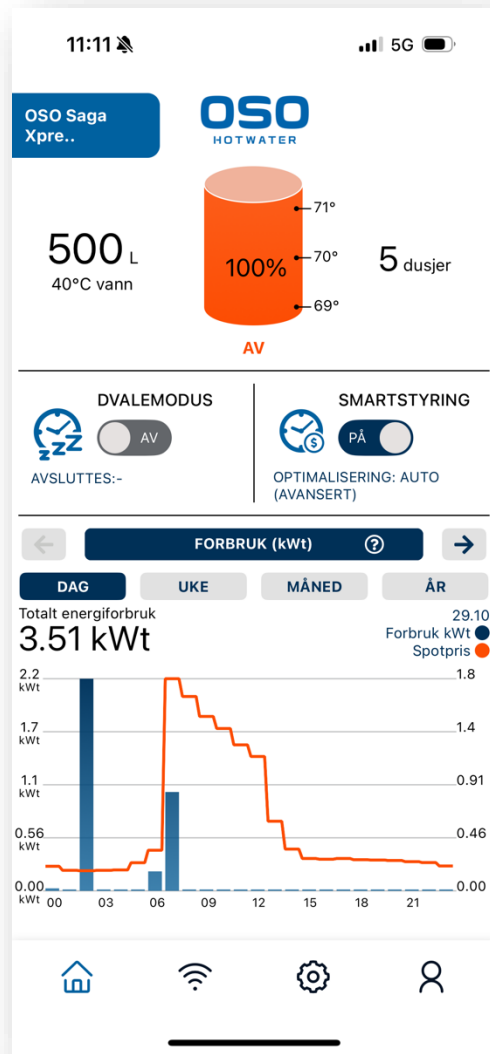 11:11
5G
OSO Saga
Xpre..
OSO
HOTWATER
71°
500 L
100%
70°
5 dusjer
40°C vann
69°
AV
DVALEMODUS
AV
AVSLUTTES:-
SMARTSTYRING
PÅ
OPTIMALISERING: AUTO
(AVANSERT)
FORBRUK (kWt)
?
DAG
UKE
MÅNED
ÅR
Totalt energiforbruk
3.51 kWt
29.10
Forbruk kWt
Spotpris
2.2
kWt
1.8
1.7
kWt
1.4
1.1
kWt
0.91
0.56
kWt
0.46
0.00
kWt
0.00
00 03 06 09 12 15 18 21